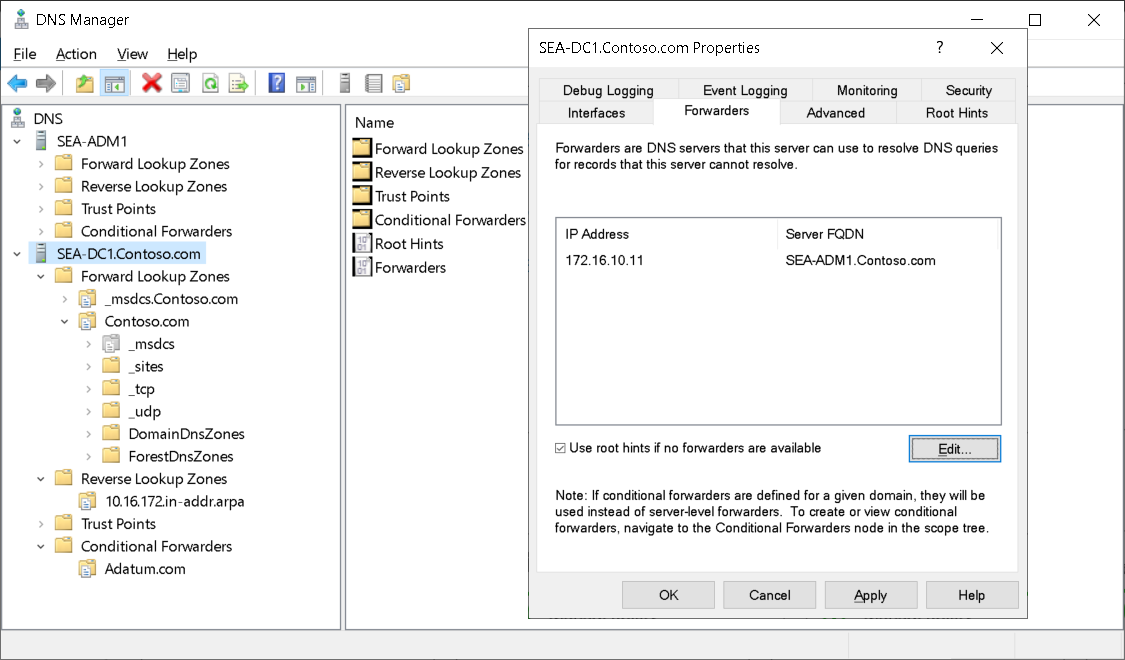 DNS Manager
File Action View Help
DNS
SEA-ADM1
Forward Lookup Zones
Reverse Lookup Zones
Trust Points
Conditional Forwarders
SEA-DC1.Contoso.com
Forward Lookup Zones
_msdcs.Contoso.com
Contoso.com
_msdcs
_sites
_tcp
_udp
DomainDnsZones
ForestDnsZones
Reverse Lookup Zones
10.16.172.in-addr.arpa
Trust Points
Conditional Forwarders
Adatum.com
Name
Forward Lookup Zones
Reverse Lookup Zones
Trust Points
Conditional Forwarders
Root Hints
Forwarders
SEA-DC1.Contoso.com Properties
Debug Logging Event Logging Monitoring Security
Interfaces Forwarders Advanced Root Hints
Forwarders are DNS servers that this server can use to resolve DNS queries
for records that this server cannot resolve.
IP Address Server FQDN
172.16.10.11 SEA-ADM1.Contoso.com
Use root hints if no forwarders are available Edit...
Note: If conditional forwarders are defined for a given domain, they will be
used instead of server-level forwarders. To create or view conditional
forwarders, navigate to the Conditional Forwarders node in the scope tree.
OK Cancel Apply Help